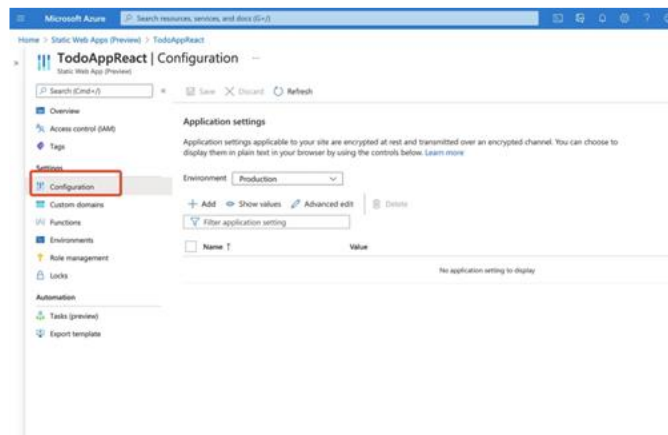 Microsoft Azure
Search resources, services, and docs (G+/)
Home > Static Web Apps (Preview) > TodoAppReact
TodoAppReact | Configuration ...
Static Web App (Preview)
Search (Cmd+/)
Save Discard Refresh
Overview
Access control (IAM)
Tags
Settings
Configuration
Custom domains
Functions
Environments
Role management
Locks
Automation
Tasks (preview)
Export template
Application settings
Application settings applicable to your site are encrypted at rest and transmitted over an encrypted channel. You can choose to
display them in plain text in your browser by using the controls below. Learn more
Environment Production
Add Show values Advanced edit Delete
Filter application setting
Name Value
No application setting to display